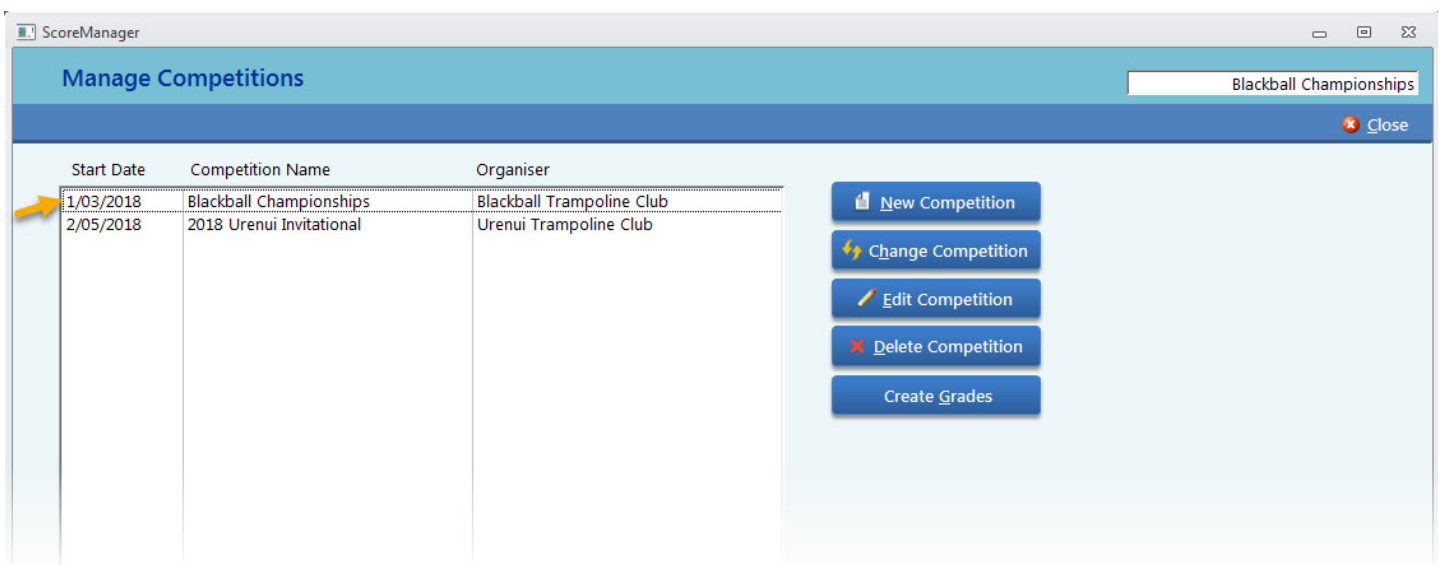 ScoreManager
Manage Competitions
Blackball Championships
Close
Start Date Competition Name Organiser
1/03/2018 Blackball Championships Blackball Trampoline Club
2/05/2018 2018 Urenui Invitational Urenui Trampoline Club
New Competition
Change Competition
Edit Competition
Delete Competition
Create Grades